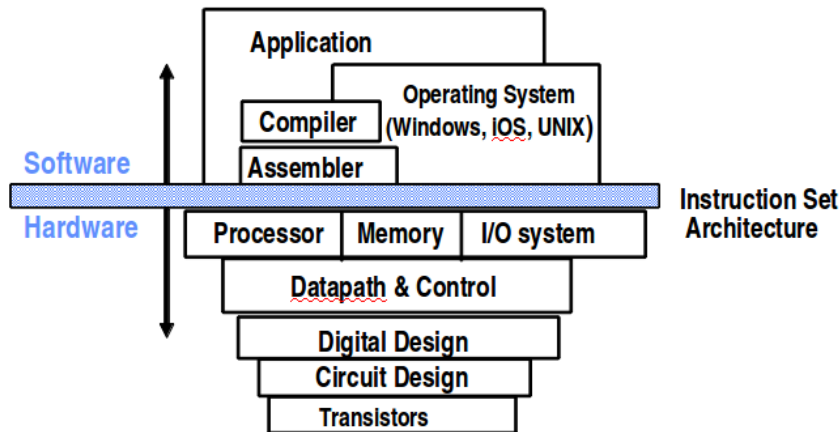 Application
Operating System
(Windows, iOS, UNIX)
Compiler
Assembler
Software
Hardware
Instruction Set
Architecture
Processor
Memory
I/O system
Datapath & Control
Digital Design
Circuit Design
Transistors